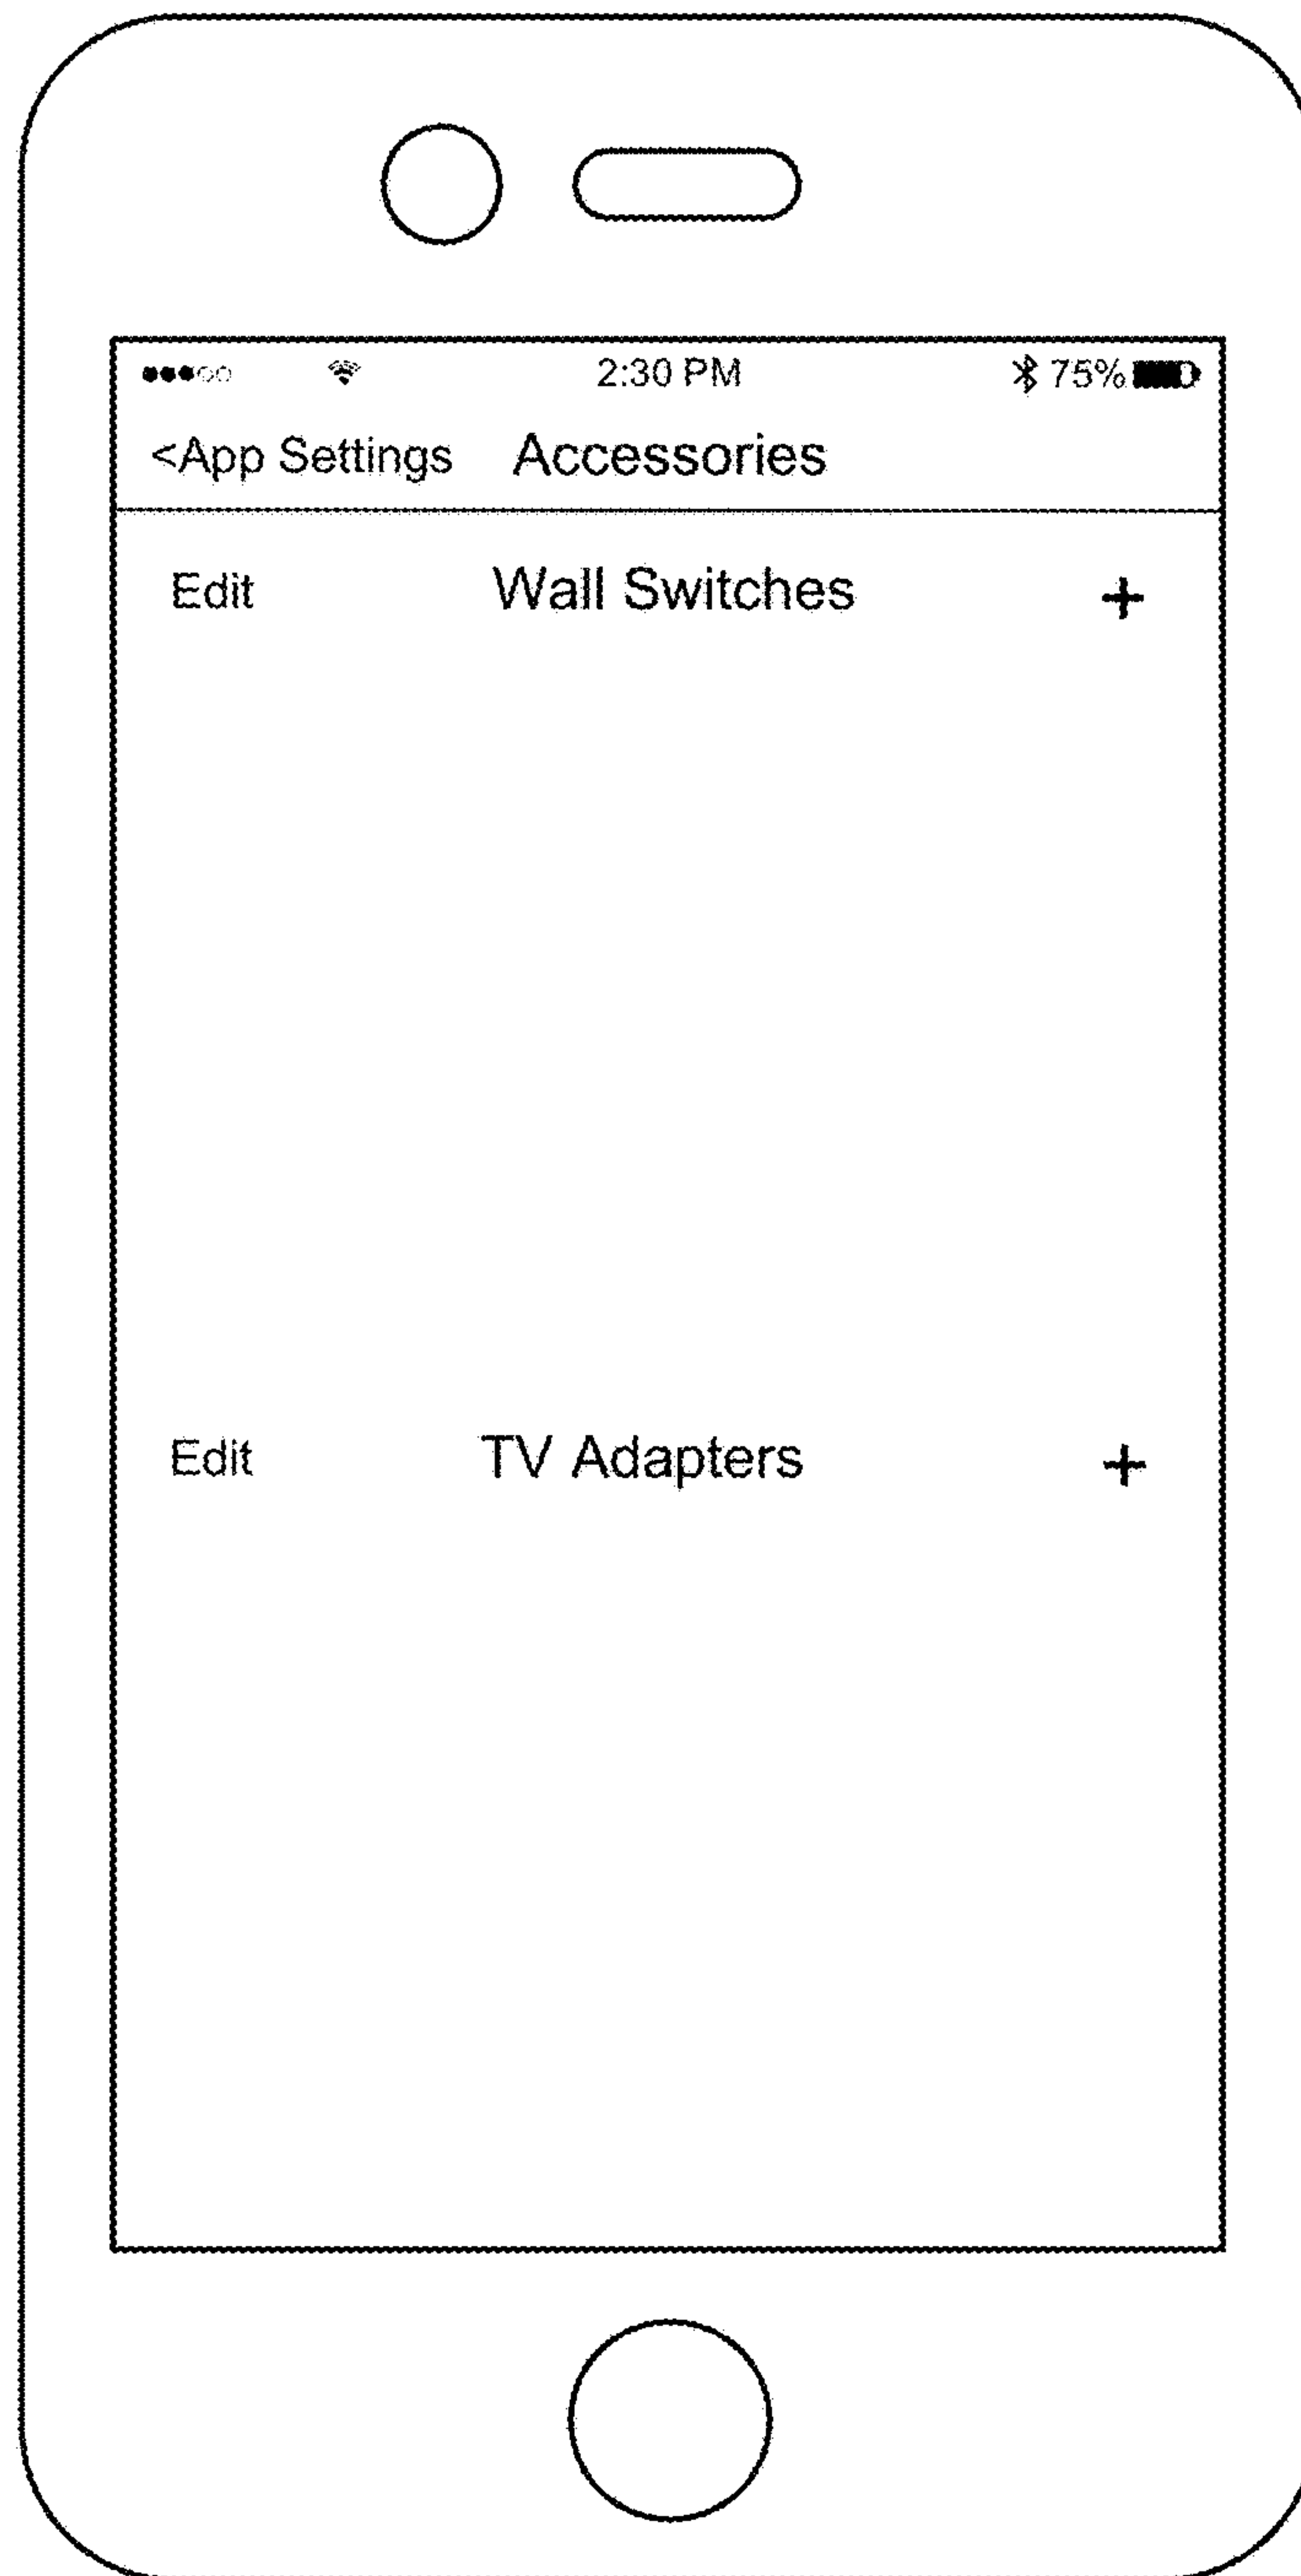 2:30 PM 75%
<App Settings Accessories
Edit Wall Switches +
Edit TV Adapters +